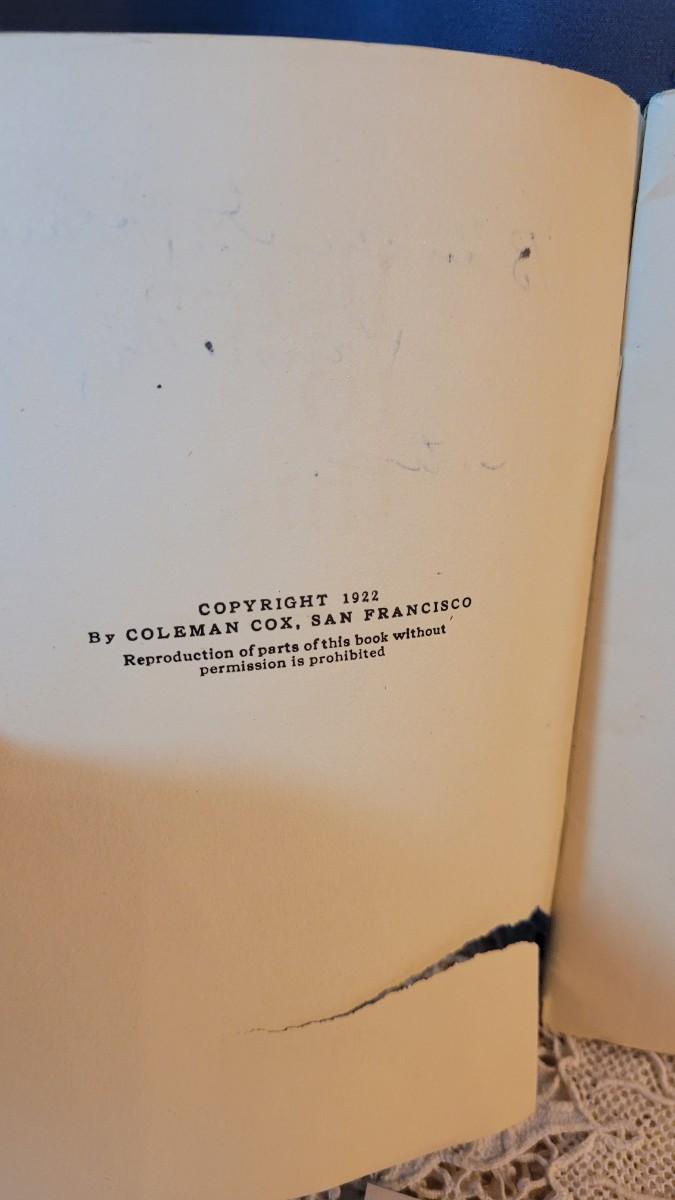 COPYRIGHT 1922
By COLEMAN COX, SAN FRANCISCO
Reproduction of parts of this book without
permission is prohibited